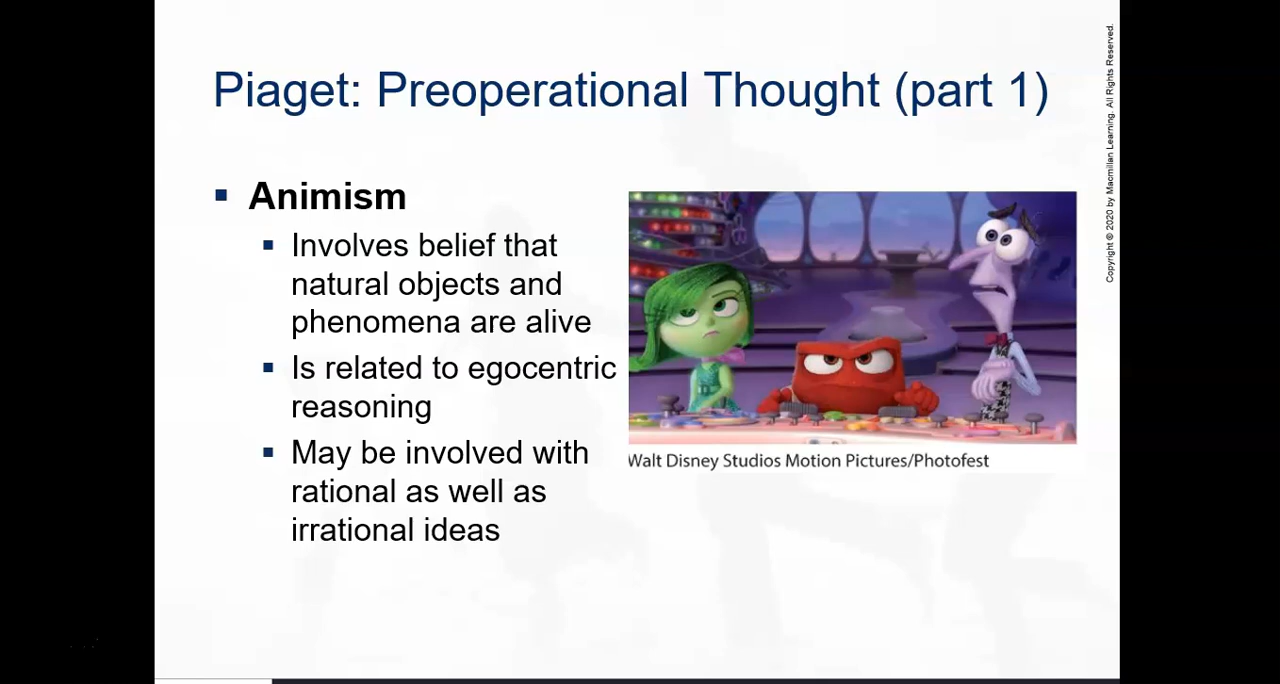 Piaget: Preoperational Thought (part 1)
▪ Animism
▪ Involves belief that
natural objects and
phenomena are alive
▪ Is related to egocentric
reasoning
▪ May be involved with
rational as well as
irrational ideas
Walt Disney Studios Motion Pictures/Photofest
Copyright © 2020 by Macmillan Learning. All Rights Reserved.